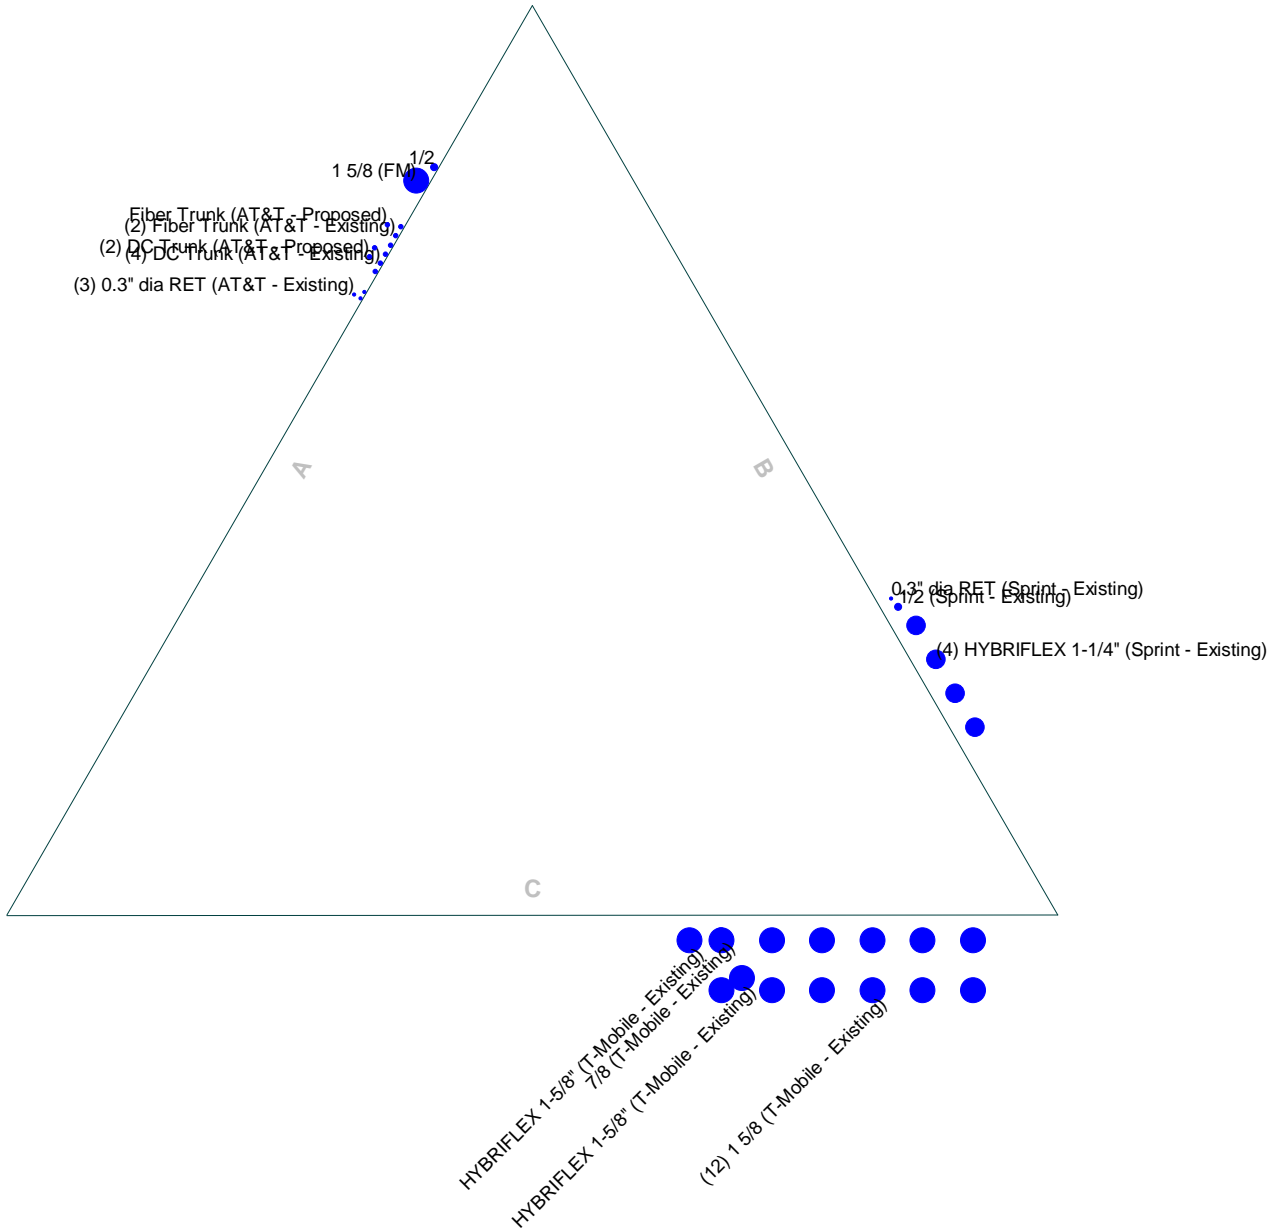 1/2
1 5/8 (FM)
Fiber Trunk (AT&T - Proposed)
(2) Fiber Trunk (AT&T - Existing)
(2) DC Trunk (AT&T - Proposed)
(4) DC Trunk (AT&T - Existing)
(3) 0.3" dia RET (AT&T - Existing)
A
B
0.3" dia RET (Sprint - Existing)
1/2 (Sprint - Existing)
(4) HYBRIFLEX 1-1/4" (Sprint - Existing)
C
HYBRIFLEX 1-5/8" (T-Mobile - Existing)
7/8 (T-Mobile - Existing)
HYBRIFLEX 1-5/8" (T-Mobile - Existing)
(12) 1 5/8 (T-Mobile - Existing)